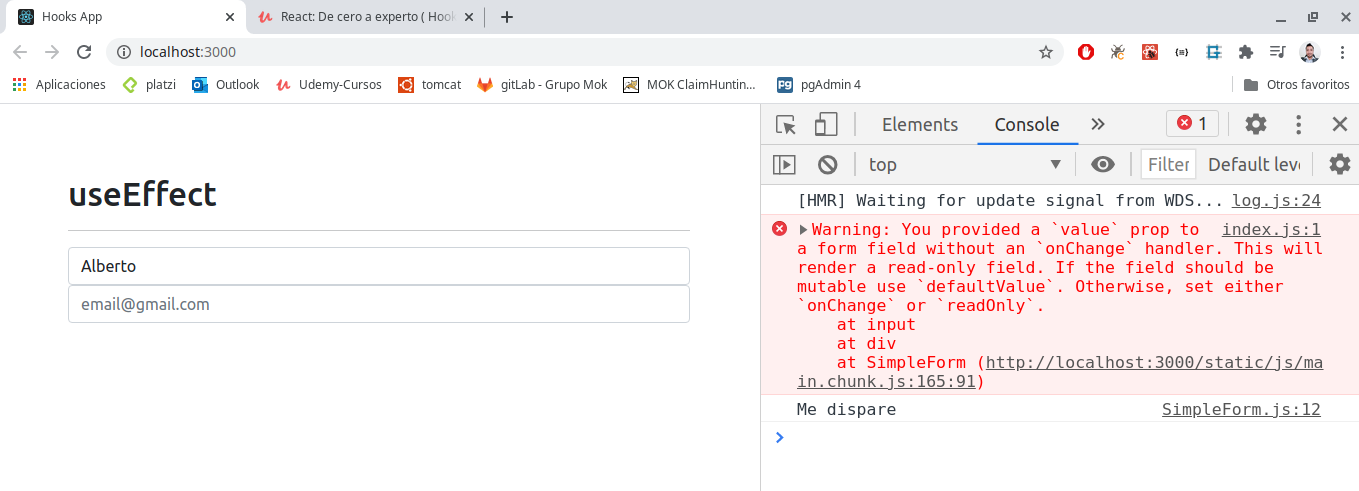 Hooks App
React: De cero a experto ( Hook
localhost:3000
Aplicaciones
platzi
Outlook
Udemy-Cursos
tomcat
gitLab - Grupo Mok
MOK ClaimHuntin...
pgAdmin 4
Otros favoritos
useEffect
Alberto
email@gmail.com
Elements
Console
1
top
Filter
Default leve
[HMR] Waiting for update signal from WDS... log.js:24
Warning: You provided a `value` prop to index.js:1
a form field without an `onChange` handler. This will
render a read-only field. If the field should be
mutable use `defaultValue`. Otherwise, set either
`onChange` or `readOnly`.
at input
at div
at SimpleForm (http://localhost:3000/static/js/ma
in.chunk.js:165:91)
Me dispare SimpleForm.js:12